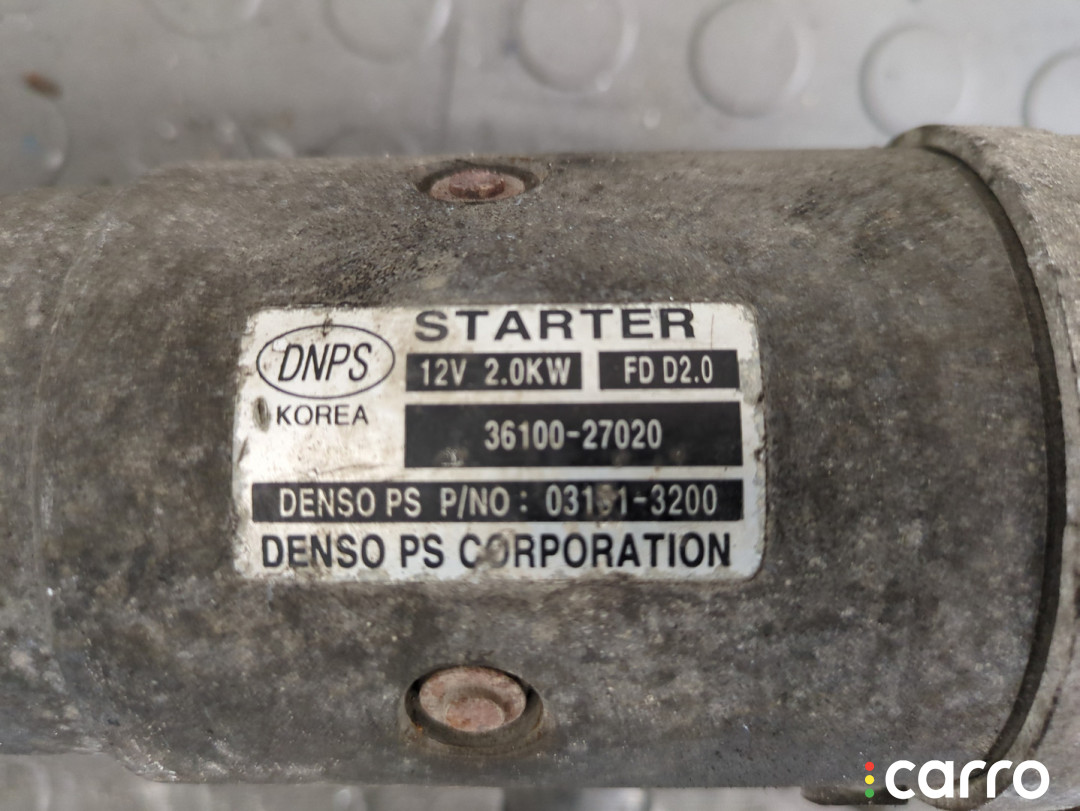 STARTER
DNPS
12V 2.0KW
FD D2.0
KOREA
36100-27020
DENSO PS P/NO:
DENSO PS CORPORATION
carro